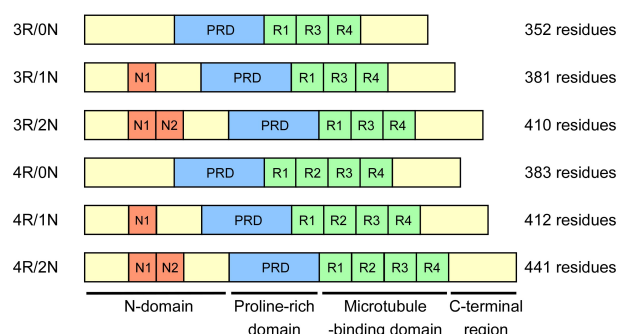 3R/0N PRD R1 R3 R4 352 residues
3R/1N N1 PRD R1 R3 R4 381 residues
3R/2N N1 N2 PRD R1 R3 R4 410 residues
4R/0N PRD R1 R2 R3 R4 383 residues
4R/1N N1 PRD R1 R2 R3 R4 412 residues
4R/2N N1 N2 PRD R1 R2 R3 R4 441 residues
N-domain Proline-rich Microtubule C-terminal
domain -binding domain region